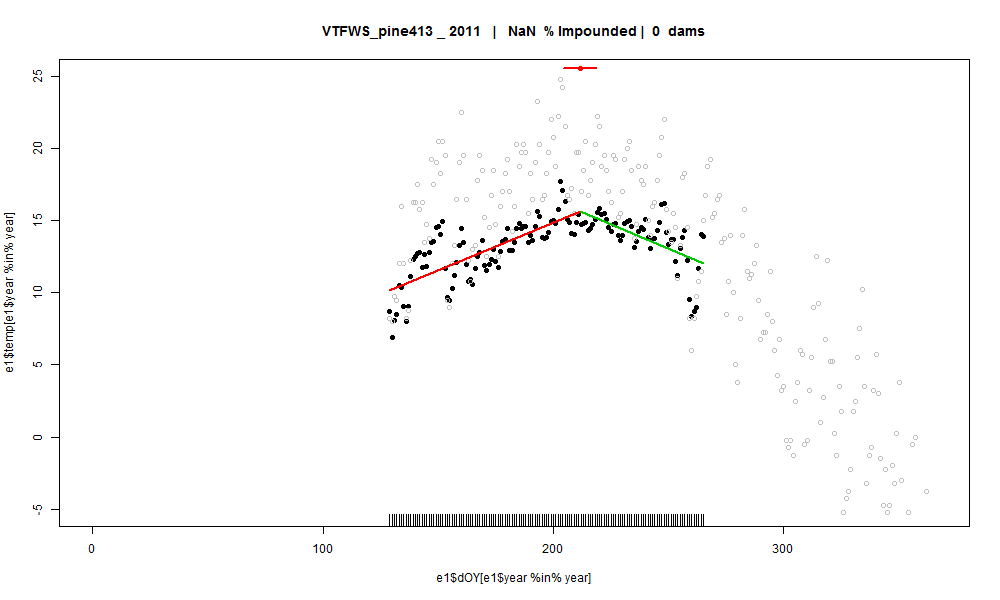 VTFWS_pine413 _ 2011 | NaN % Impounded | 0 dams
e1$temp[e1$year %in% year]
25
20
15
10
5
0
-5
0 100 200 300
e1$dOY[e1$year %in% year]